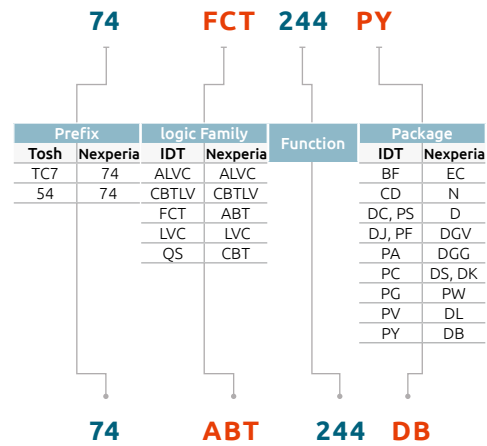 74 FCT 244 PY
Prefix logic Family Function Package
Tosh Nexperia IDT Nexperia IDT Nexperia
TC7 74 ALVC ALVC BF EC
54 74 CBTLV CBTLV CD N
FCT ABT DC, PS D
LVC LVC DJ, PF DGV
QS CBT PA DGG
PC DS, DK
PG PW
PV DL
PY DB
74 ABT 244 DB